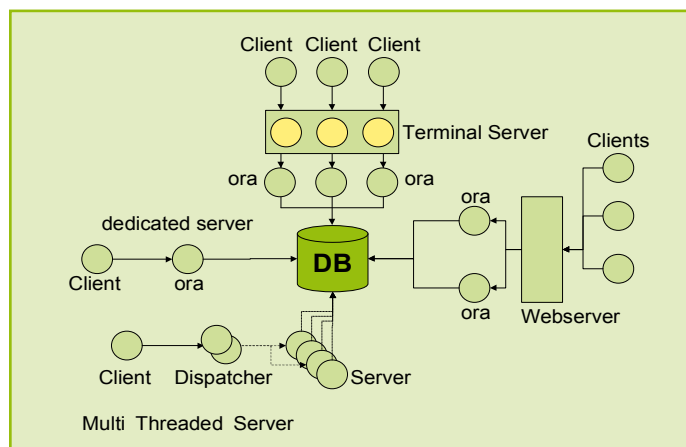 Client Client Client
Terminal Server
Clients
ora ora
ora
dedicated server
DB
Client ora
ora
Webserver
Client Dispatcher Server
Multi Threaded Server